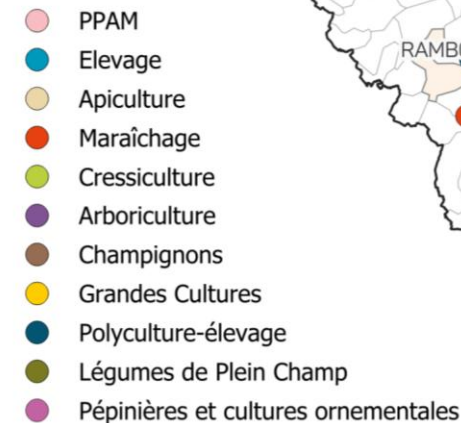 PPAM
Elevage
Apiculture
Maraîchage
Cressiculture
Arboriculture
Champignons
Grandes Cultures
Polyculture-élevage
Légumes de Plein Champ
Pépinières et cultures ornementales